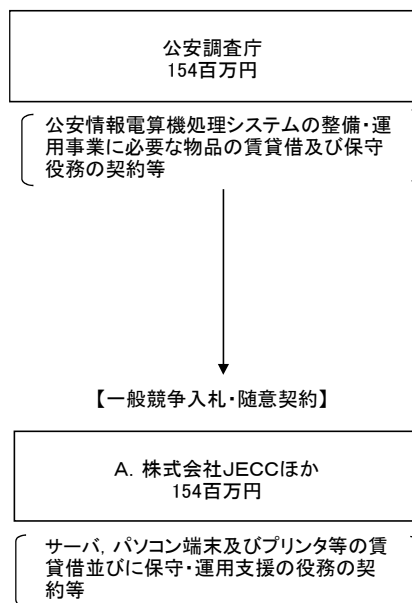 公安調査庁
154百万円
公安情報電算機処理システムの整備・運
用事業に必要な物品の賃貸借及び保守
役務の契約等
【一般競争入札・随意契約】
A. 株式会社JECCほか
154百万円
サーバ，パソコン端末及びプリンタ等の賃
貸借並びに保守・運用支援の役務の契
約等